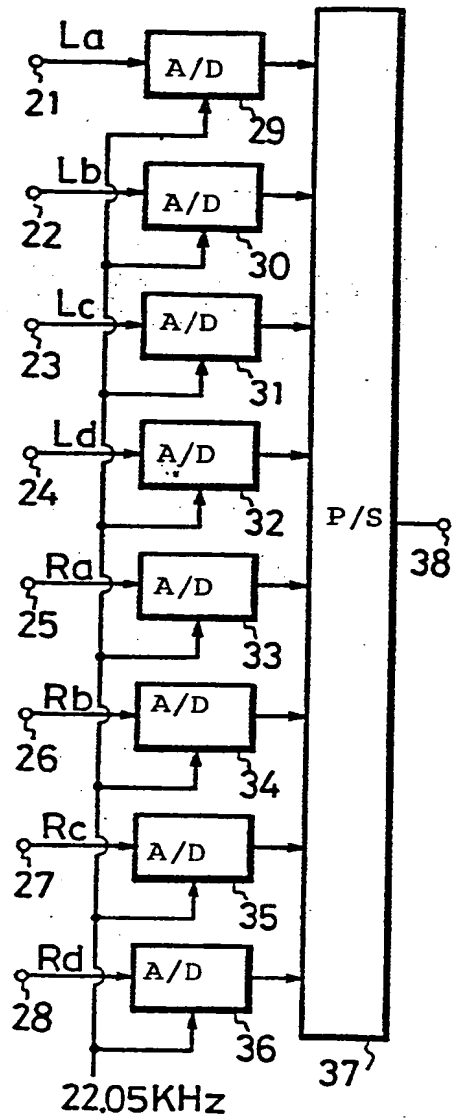 La
A/D
21
29
Lb
A/D
22
30
Lc
A/D
23
31
Ld
A/D
24
32
P/S
38
Ra
A/D
25
33
Rb
A/D
26
34
Rc
A/D
27
35
Rd
A/D
28
36
37
22.05KHz